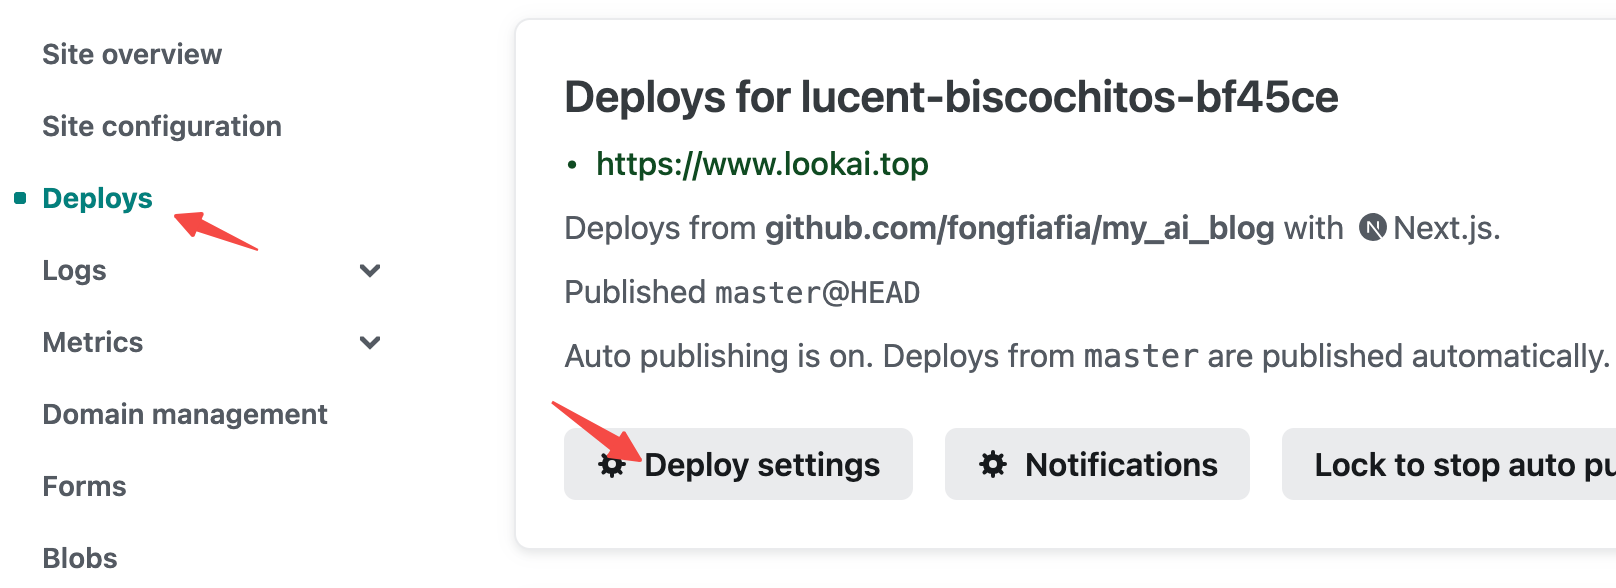 Site overview
Site configuration
Deploys
Logs
Metrics
Domain management
Forms
Blobs
Deploys for lucent-biscochitos-bf45ce
• https://www.lookai.top
Deploys from github.com/fongfiafia/my_ai_blog with N Next.js.
Published master@HEAD
Auto publishing is on. Deploys from master are published automatically.
Deploy settings
Notifications
Lock to stop auto pu